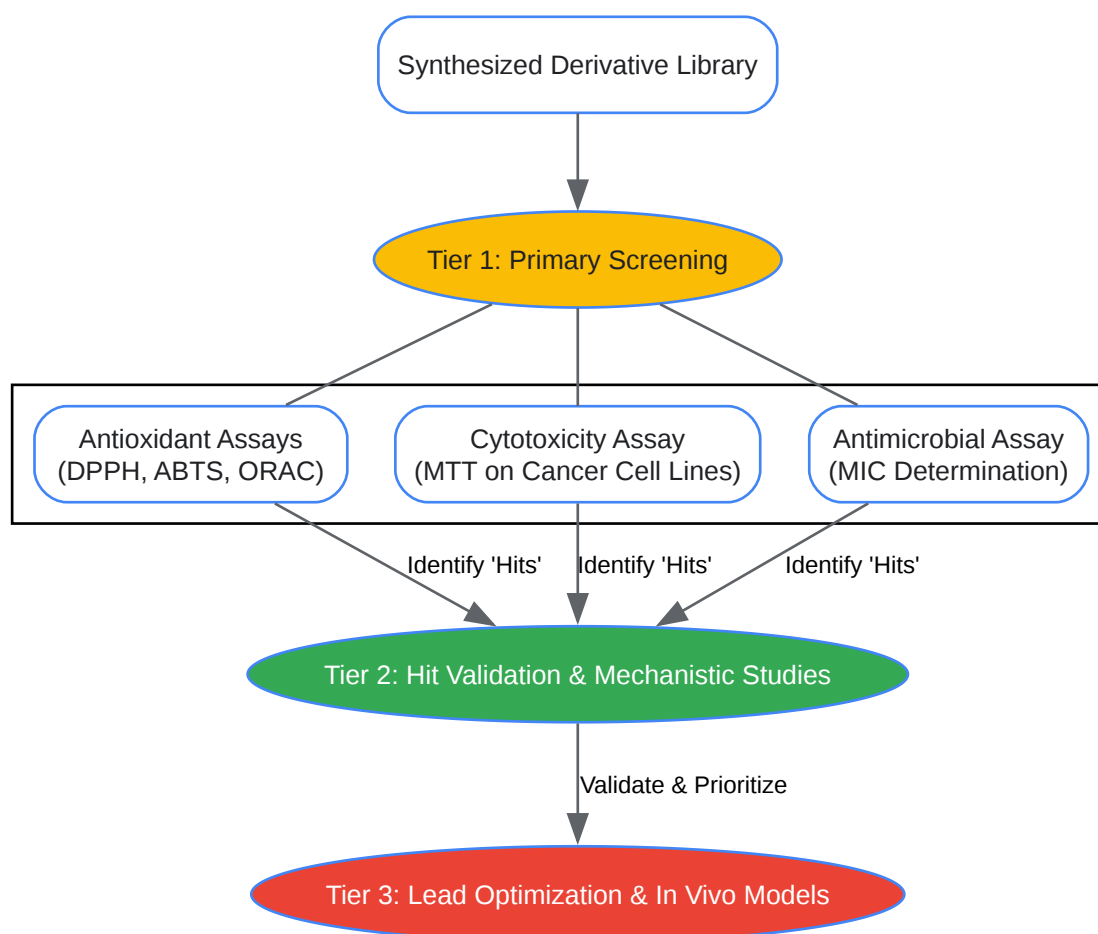 Synthesized Derivative Library
Tier 1: Primary Screening
Antioxidant Assays
(DPPH, ABTS, ORAC)
Cytotoxicity Assay
(MTT on Cancer Cell Lines)
Antimicrobial Assay
(MIC Determination)
Identify 'Hits'
Identify 'Hits'
Identify 'Hits'
Tier 2: Hit Validation & Mechanistic Studies
Validate & Prioritize
Tier 3: Lead Optimization & In Vivo Models